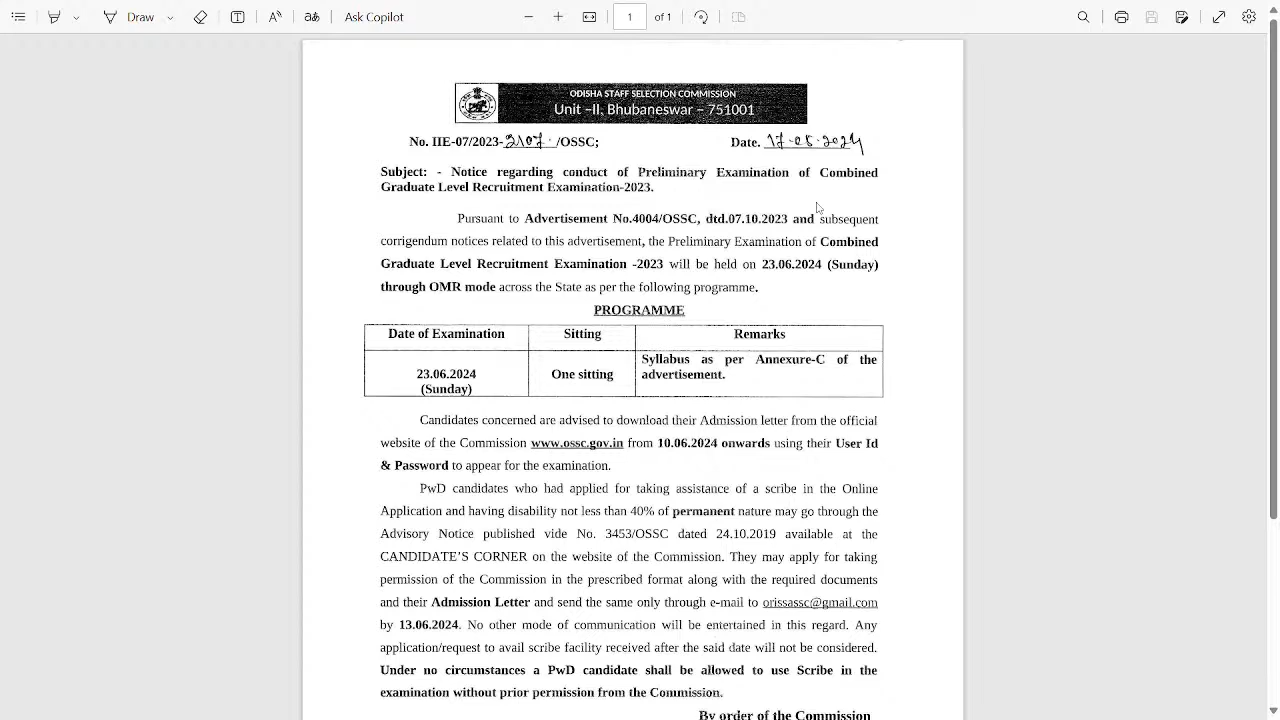 Draw
Ask Copilot
1 of 1
ODISHA STAFF SELECTION COMMISSION
Unit –II, Bhubaneswar – 751001
No. IIE-07/2023-3107·/OSSC;
Date. 17-05-2024
Subject: - Notice regarding conduct of Preliminary Examination of Combined
Graduate Level Recruitment Examination-2023.
Pursuant to Advertisement No.4004/OSSC, dtd.07.10.2023 and subsequent
corrigendum notices related to this advertisement, the Preliminary Examination of Combined
Graduate Level Recruitment Examination -2023 will be held on 23.06.2024 (Sunday)
through OMR mode across the State as per the following programme.
PROGRAMME
Date of Examination Sitting Remarks
Syllabus as per Annexure-C of the
23.06.2024 One sitting advertisement.
(Sunday)
Candidates concerned are advised to download their Admission letter from the official
website of the Commission www.ossc.gov.in from 10.06.2024 onwards using their User Id
& Password to appear for the examination.
PwD candidates who had applied for taking assistance of a scribe in the Online
Application and having disability not less than 40% of permanent nature may go through the
Advisory Notice published vide No. 3453/OSSC dated 24.10.2019 available at the
CANDIDATE'S CORNER on the website of the Commission. They may apply for taking
permission of the Commission in the prescribed format along with the required documents
and their Admission Letter and send the same only through e-mail to orissassc@gmail.com
by 13.06.2024. No other mode of communication will be entertained in this regard. Any
application/request to avail scribe facility received after the said date will not be considered.
Under no circumstances a PwD candidate shall be allowed to use Scribe in the
examination without prior permission from the Commission.
By order of the Commission